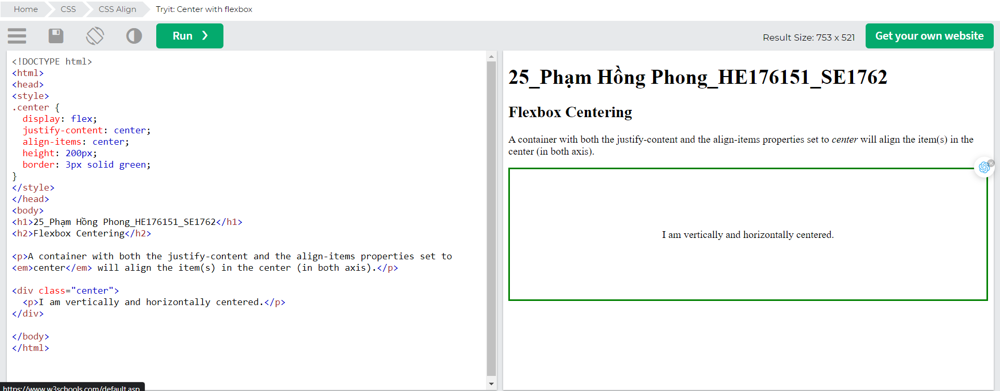 Home CSS CSS Align Tryit: Center with flexbox
Run ❯ Result Size: 753 x 521 Get your own website
<!DOCTYPE html>
<html>
<head>
<style>
.center {
  display: flex;
  justify-content: center;
  align-items: center;
  height: 200px;
  border: 3px solid green;
}
</style>
</head>
<body>
<h1>25_Phạm Hồng Phong_HE176151_SE1762</h1>
<h2>Flexbox Centering</h2>
<p>A container with both the justify-content and the align-items properties set to
<em>center</em> will align the item(s) in the center (in both axis).</p>
<div class="center">
  <p>I am vertically and horizontally centered.</p>
</div>
</body>
</html>
25_Phạm Hồng Phong_HE176151_SE1762
Flexbox Centering
A container with both the justify-content and the align-items properties set to center will align the item(s) in the
center (in both axis).
I am vertically and horizontally centered.
https://www.w3schools.com/default.asp